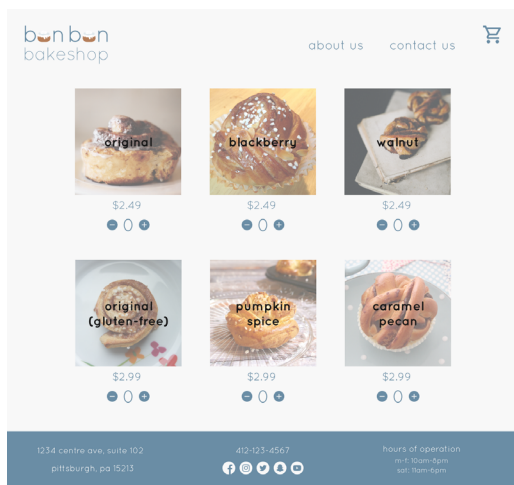 bun bun
bakeshop
about us contact us
original blackberry walnut
$2.49 $2.49 $2.49
0 0 0
original pumpkin caramel
(gluten-free) spice pecan
$2.99 $2.99 $2.99
0 0 0
1234 centre ave, suite 102 412-123-4567 hours of operation
m-f: 10am-8pm
pittsburgh, pa 15213 sat: 11am-6pm